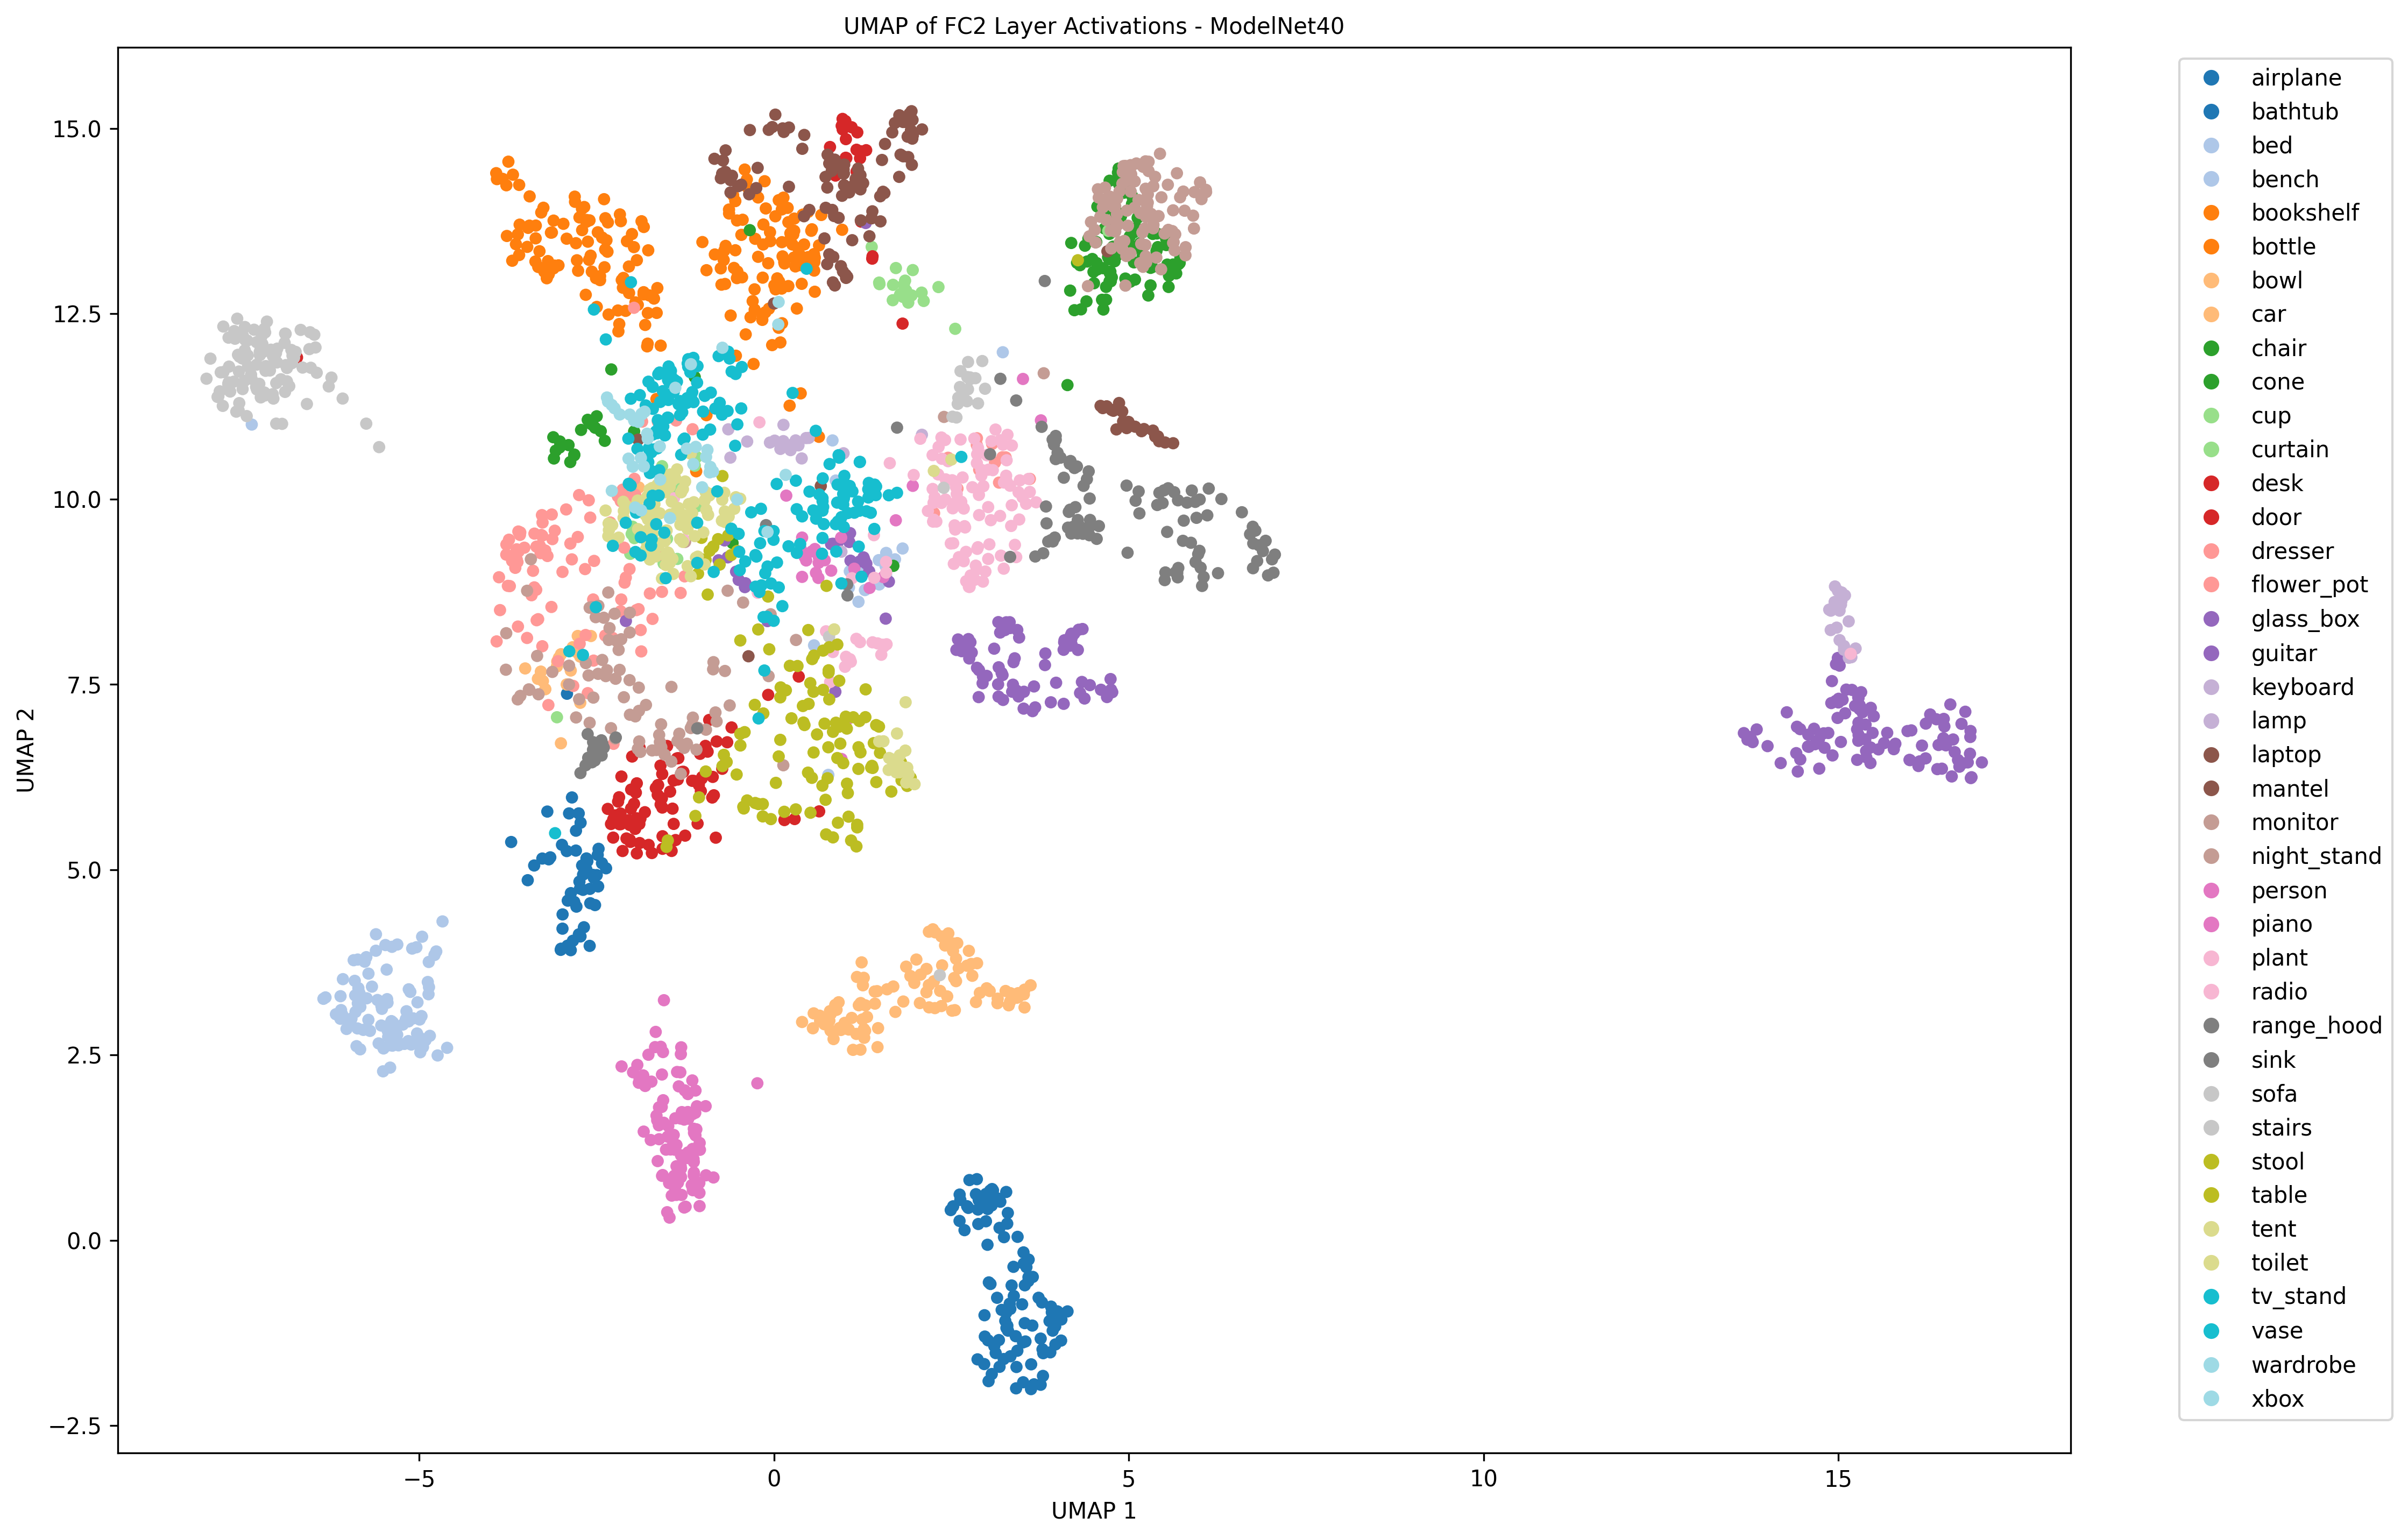 UMAP of FC2 Layer Activations - ModelNet40
15.0
12.5
10.0
7.5
5.0
2.5
0.0
−2.5
UMAP 2
−5
0
5
10
15
UMAP 1
airplane
bathtub
bed
bench
bookshelf
bottle
bowl
car
chair
cone
cup
curtain
desk
door
dresser
flower_pot
glass_box
guitar
keyboard
lamp
laptop
mantel
monitor
night_stand
person
piano
plant
radio
range_hood
sink
sofa
stairs
stool
table
tent
toilet
tv_stand
vase
wardrobe
xbox